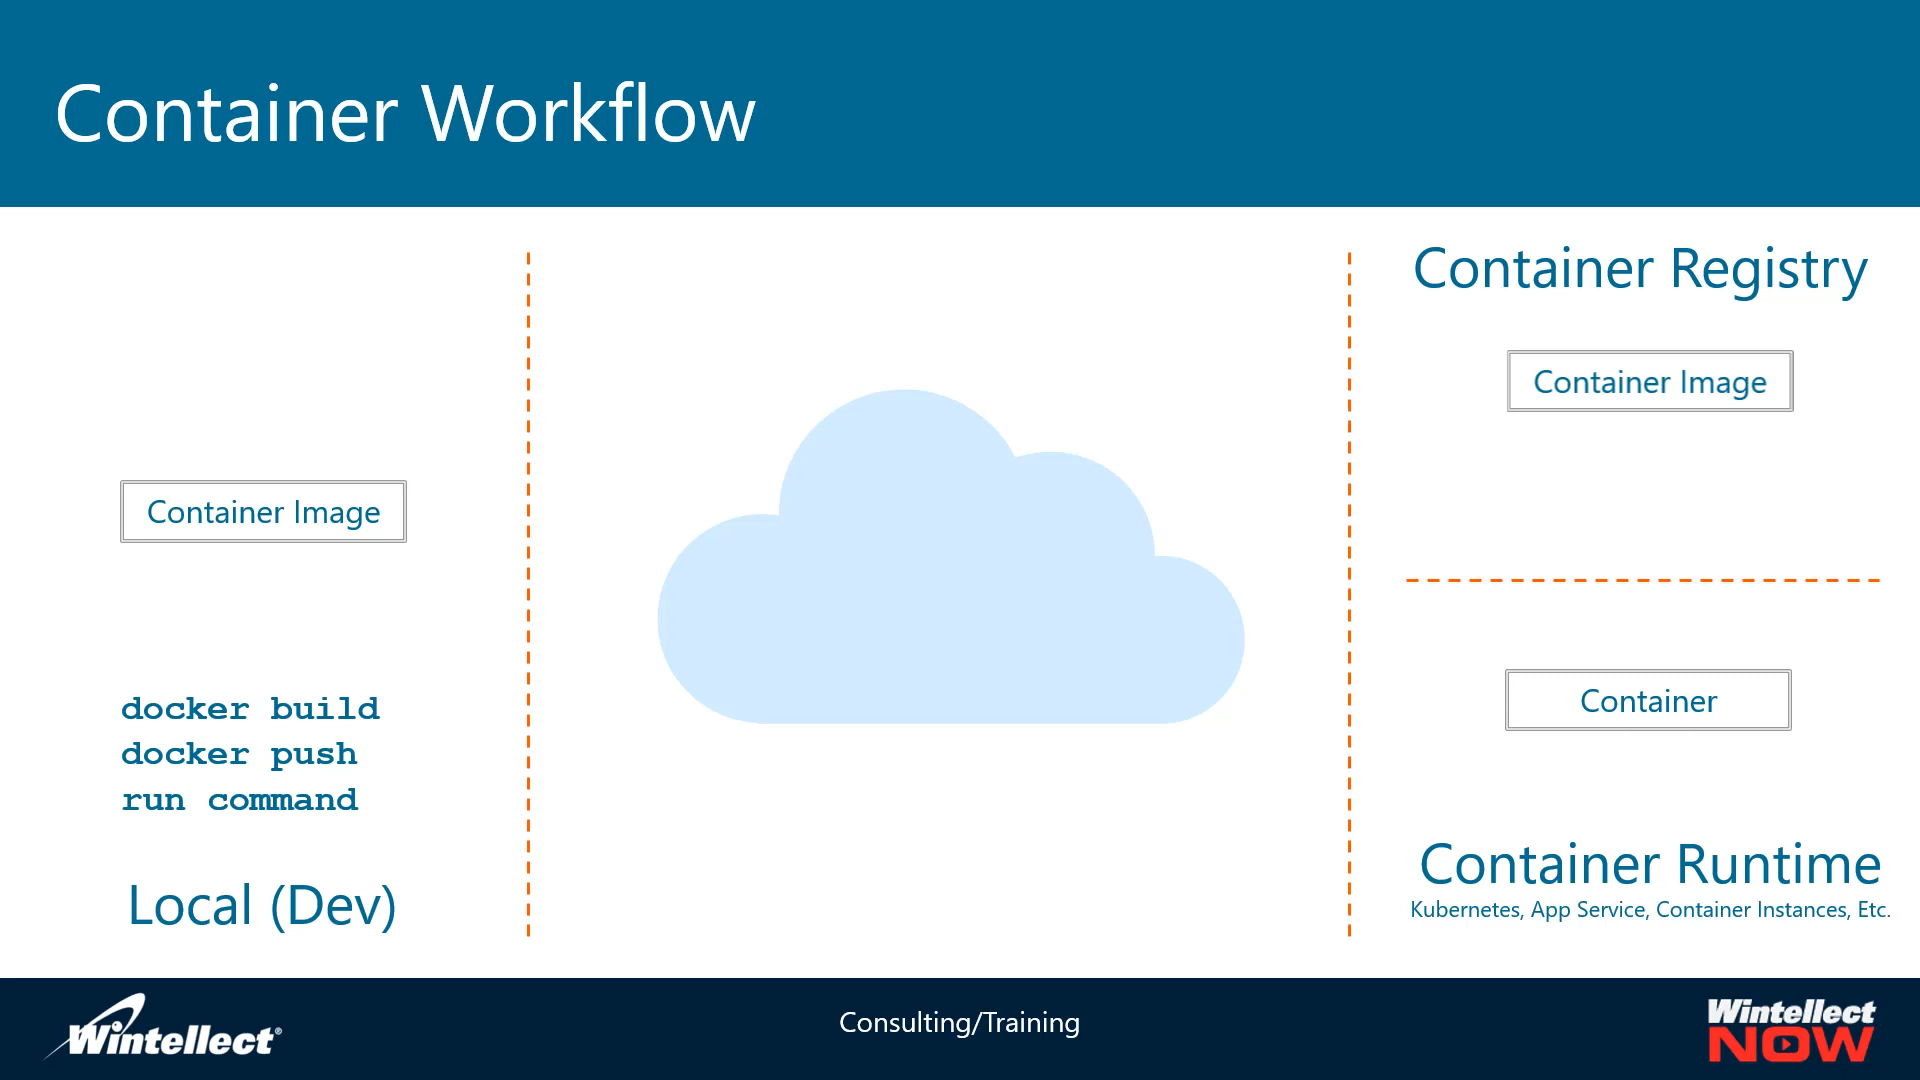 Container Workflow
Container Image
docker build
docker push
run command
Local (Dev)
Container Registry
Container Image
Container
Container Runtime
Kubernetes, App Service, Container Instances, Etc.
Wintellect®
Consulting/Training
Wintellect
NOW